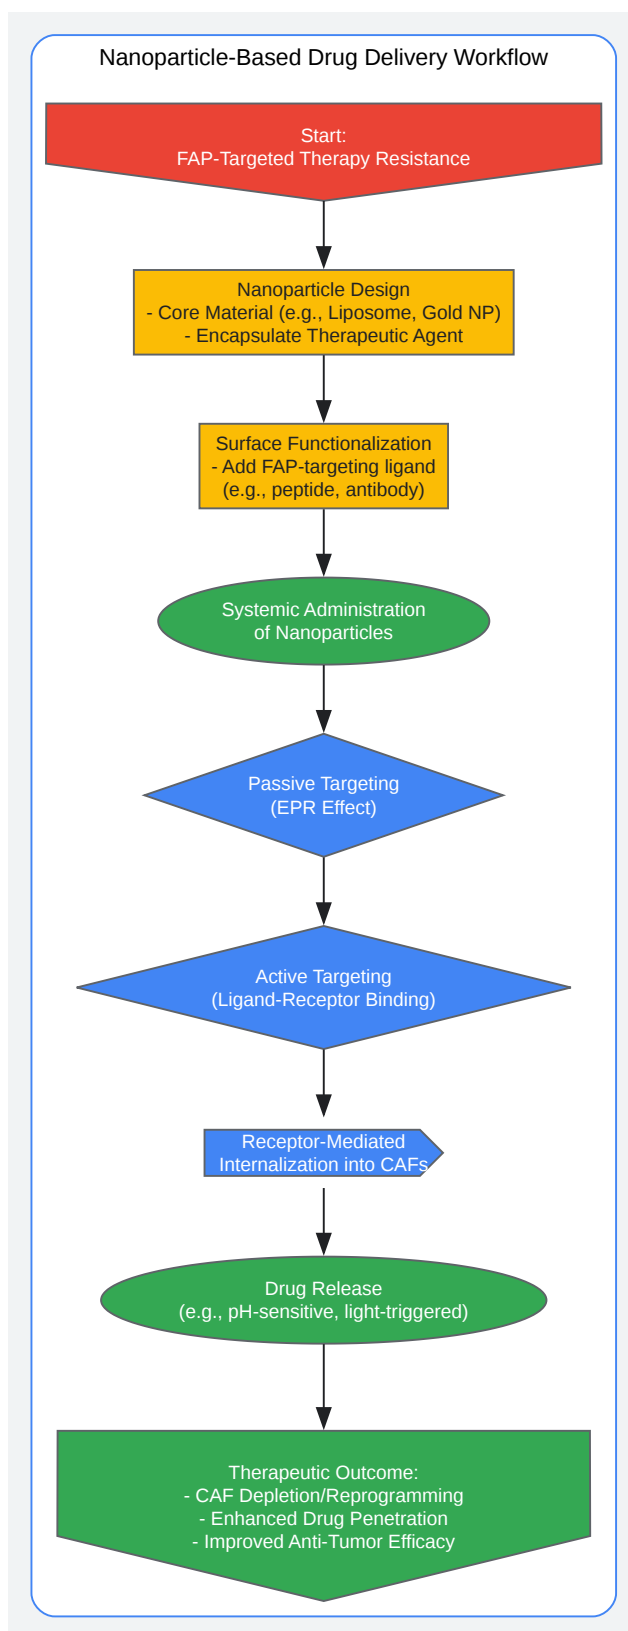 Nanoparticle-Based Drug Delivery Workflow
Start:
FAP-Targeted Therapy Resistance
Nanoparticle Design
- Core Material (e.g., Liposome, Gold NP)
- Encapsulate Therapeutic Agent
Surface Functionalization
- Add FAP-targeting ligand
(e.g., peptide, antibody)
Systemic Administration
of Nanoparticles
Passive Targeting
(EPR Effect)
Active Targeting
(Ligand-Receptor Binding)
Receptor-Mediated
Internalization into CAFs
Drug Release
(e.g., pH-sensitive, light-triggered)
Therapeutic Outcome:
- CAF Depletion/Reprogramming
- Enhanced Drug Penetration
- Improved Anti-Tumor Efficacy